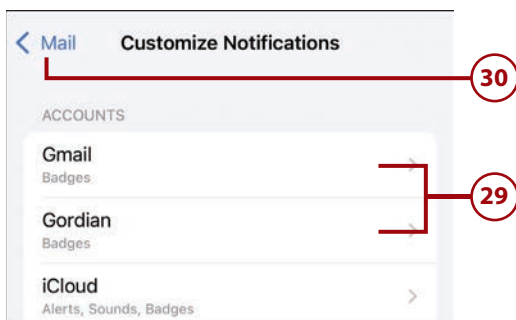 Mail Customize Notifications
30
ACCOUNTS
Gmail
Badges
29
Gordian
Badges
iCloud
Alerts, Sounds, Badges